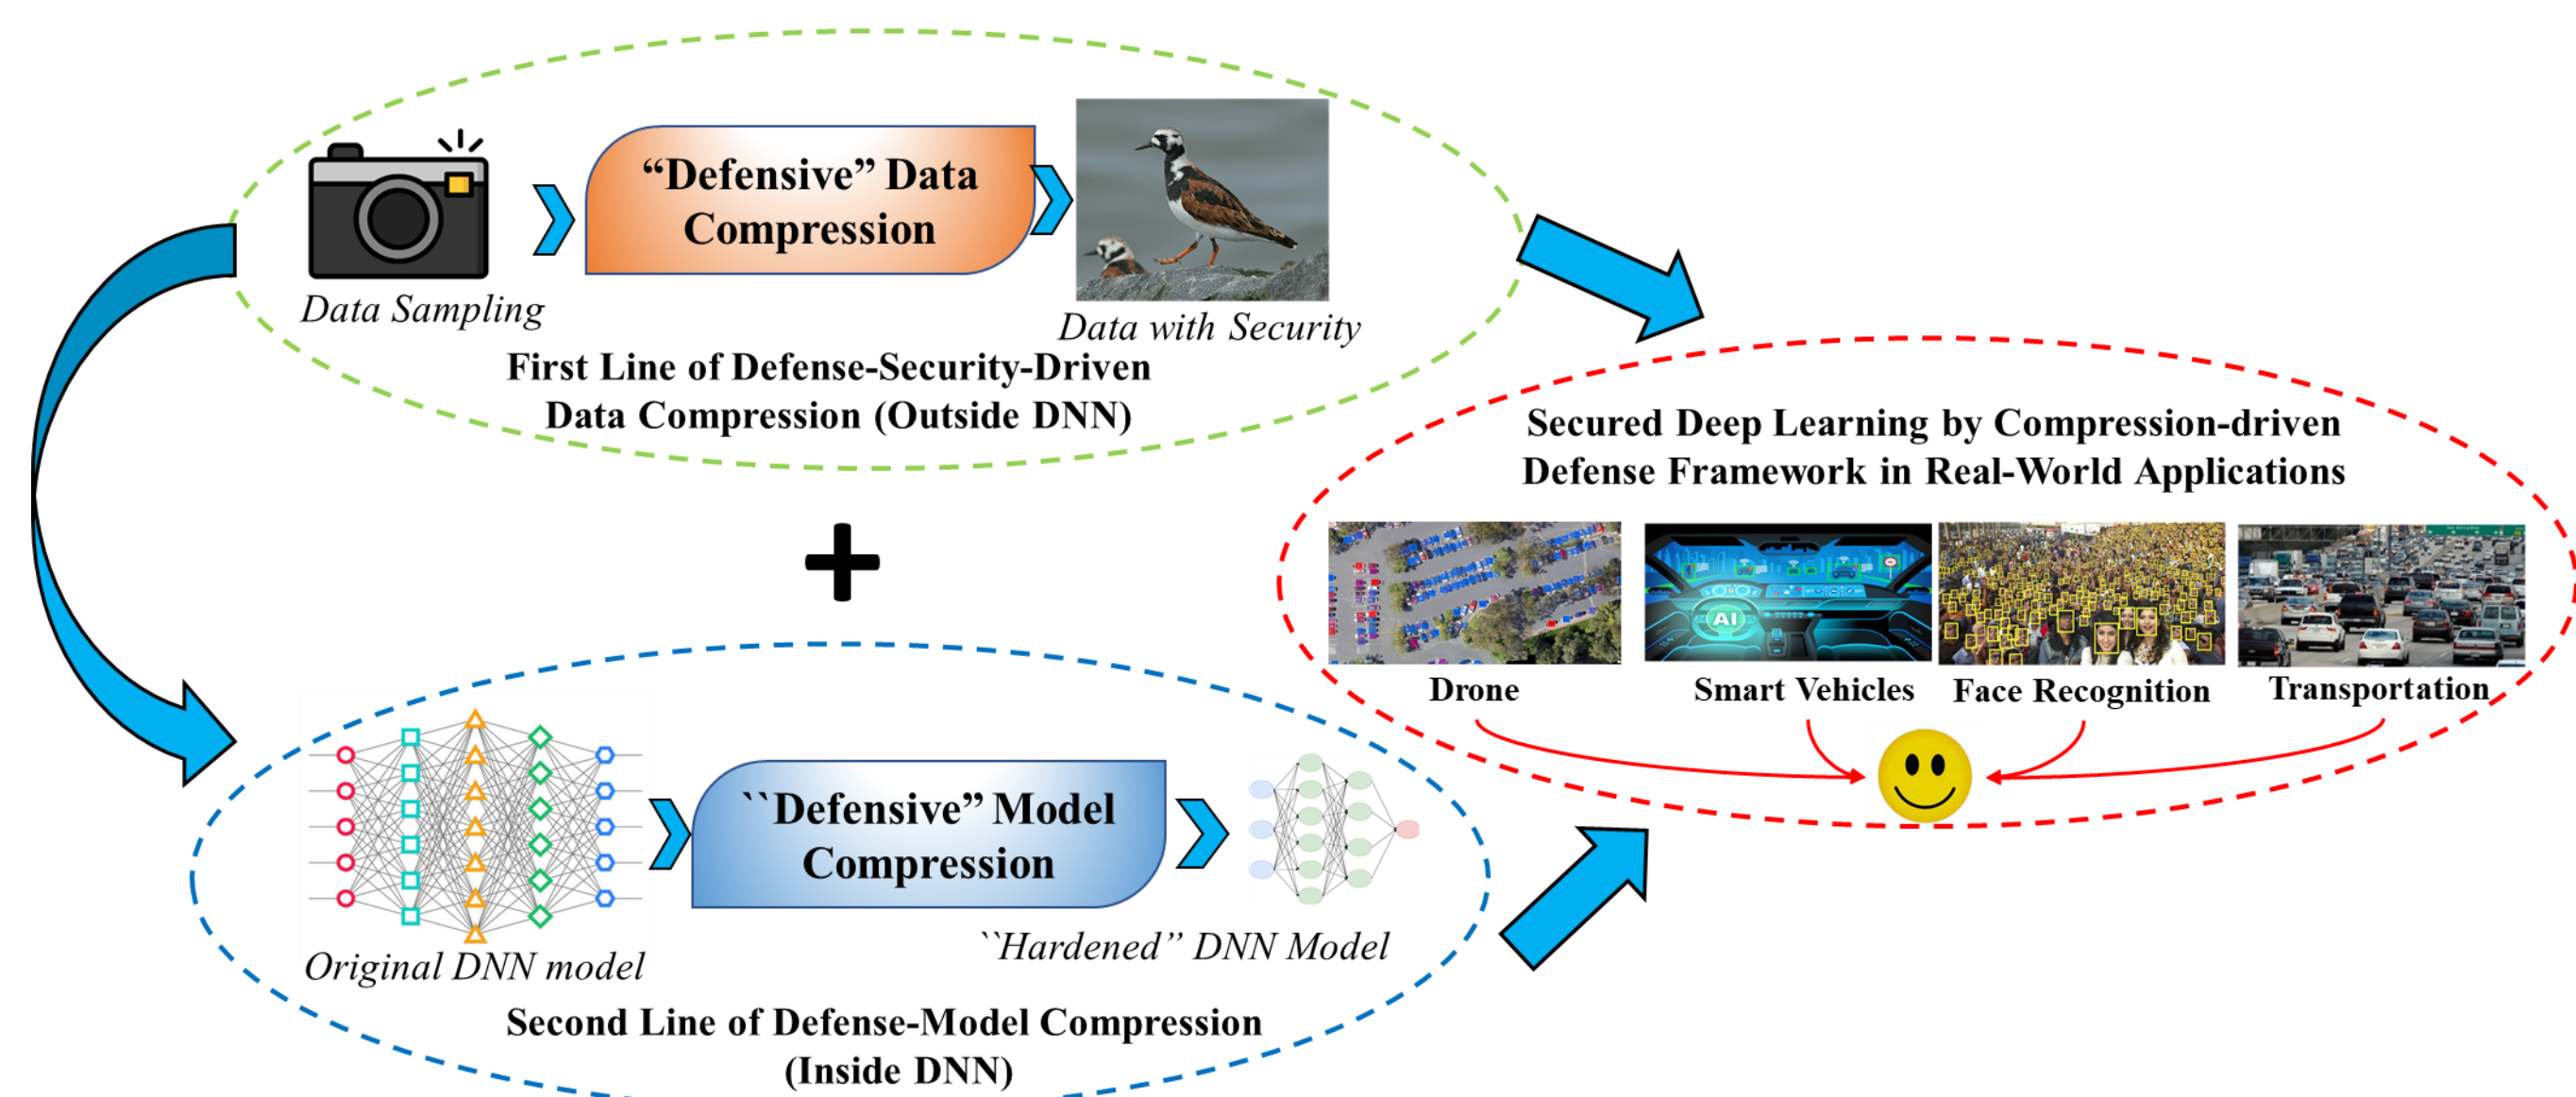 “Defensive” Data
Compression
Data Sampling
Data with Security
First Line of Defense-Security-Driven
Data Compression (Outside DNN)
+
Secured Deep Learning by Compression-driven
Defense Framework in Real-World Applications
AI
Drone
Smart Vehicles
Face Recognition
Transportation
``Defensive” Model
Compression
Original DNN model
``Hardened” DNN Model
Second Line of Defense-Model Compression
(Inside DNN)